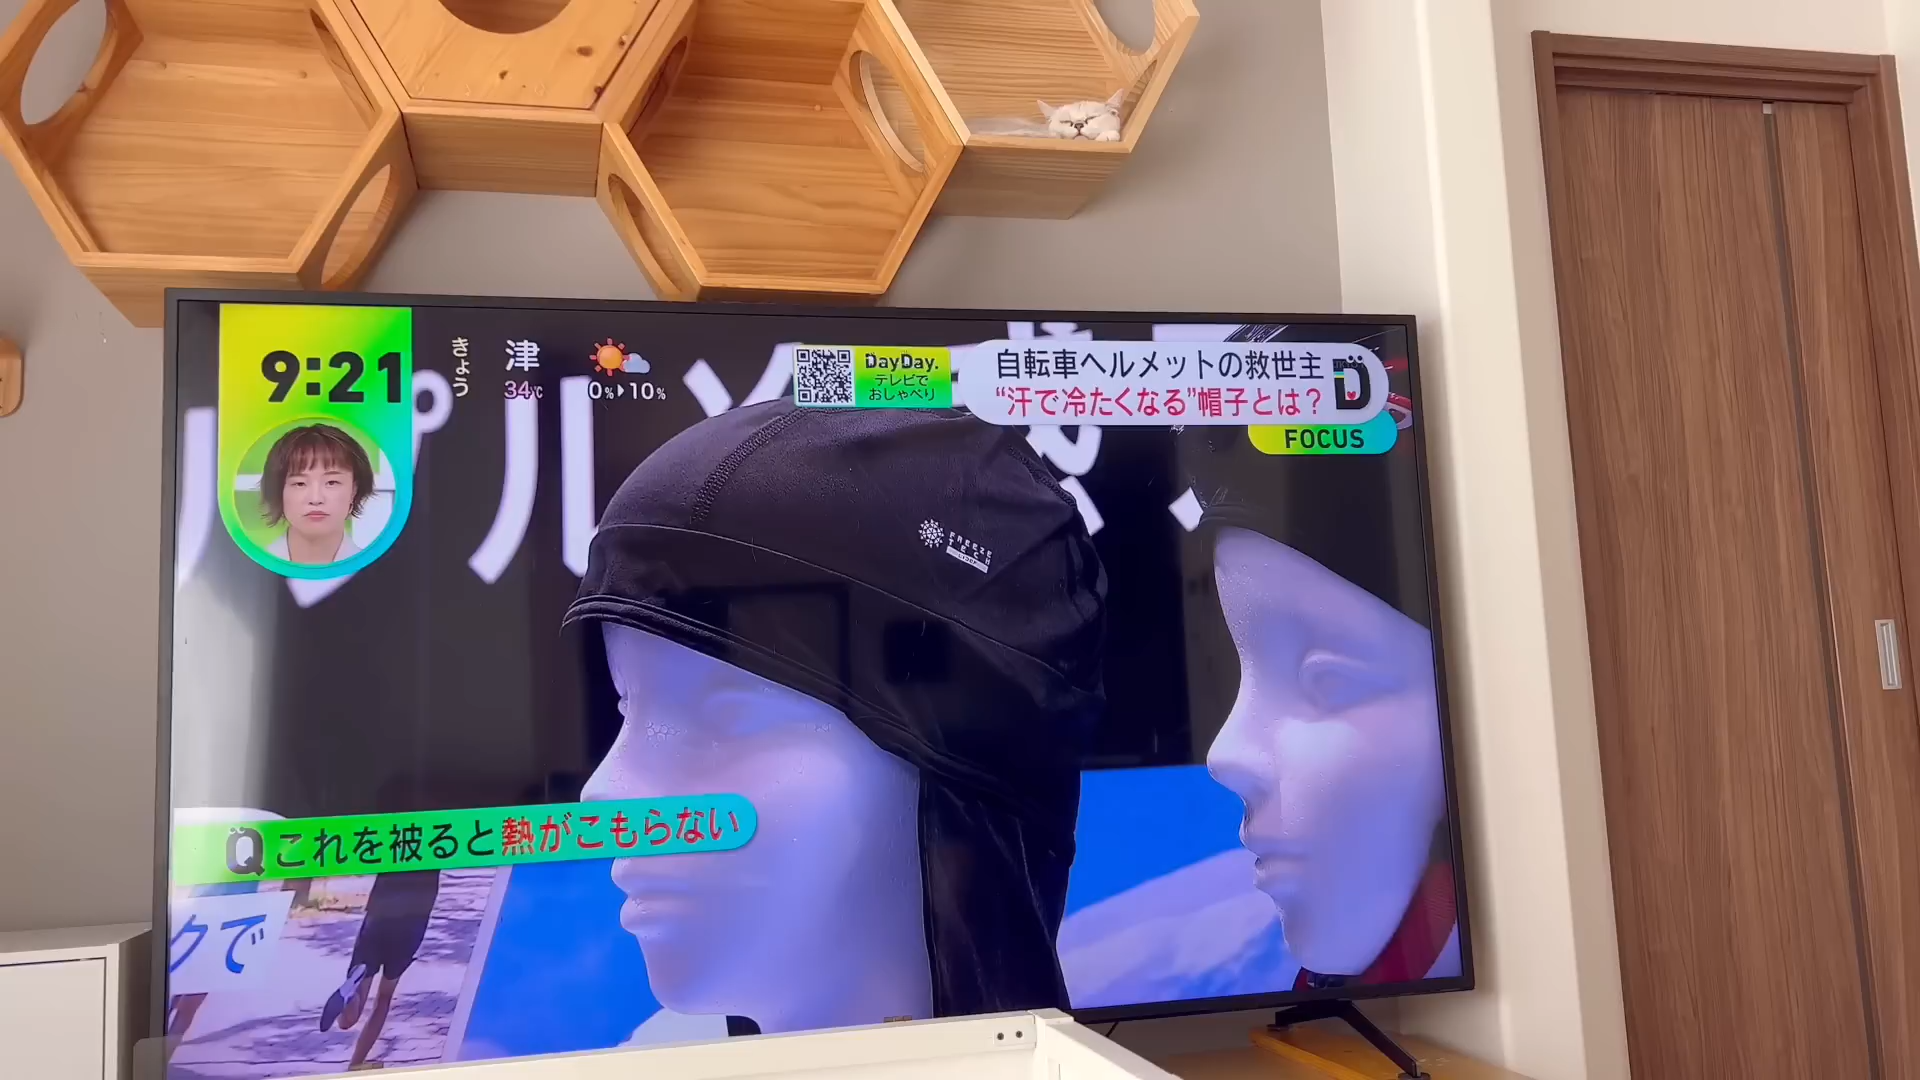 9:21
きょう
津
34℃
0% 10%
DayDay.
テレビで
おしゃべり
自転車ヘルメットの救世主
“汗で冷たくなる”帽子とは？
D
FOCUS
FREEZE
TECH
Q これを被ると熱がこもらない
クで